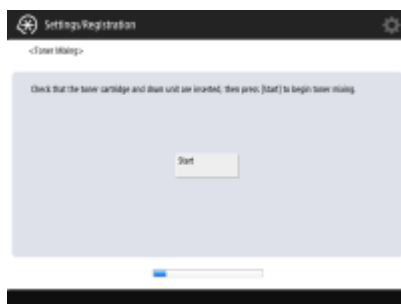 Settings/Registration
<Toner Mixing>
Check that the toner cartridge and drum unit are inserted, then press [Start] to begin toner mixing.
Start